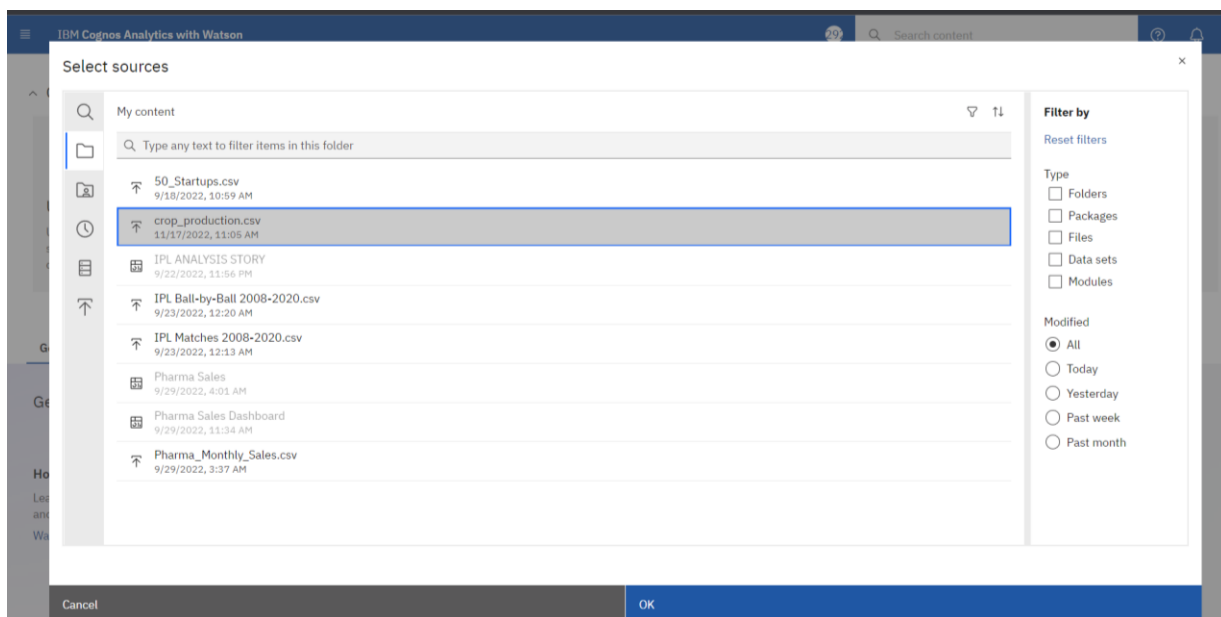 IBM Cognos Analytics with Watson
29
Search content
Select sources
My content
Filter by
Type any text to filter items in this folder
Reset filters
50_Startups.csv
9/18/2022, 10:59 AM
Type
Folders
crop_production.csv
11/17/2022, 11:05 AM
Packages
Files
IPL ANALYSIS STORY
9/22/2022, 11:56 PM
Data sets
Modules
IPL Ball-by-Ball 2008-2020.csv
9/23/2022, 12:20 AM
Modified
IPL Matches 2008-2020.csv
9/23/2022, 12:13 AM
All
Today
Pharma Sales
9/29/2022, 4:01 AM
Yesterday
Pharma Sales Dashboard
9/29/2022, 11:34 AM
Past week
Past month
Pharma_Monthly_Sales.csv
9/29/2022, 3:37 AM
Ge
Ho
Lea
and
Wa
Cancel
OK